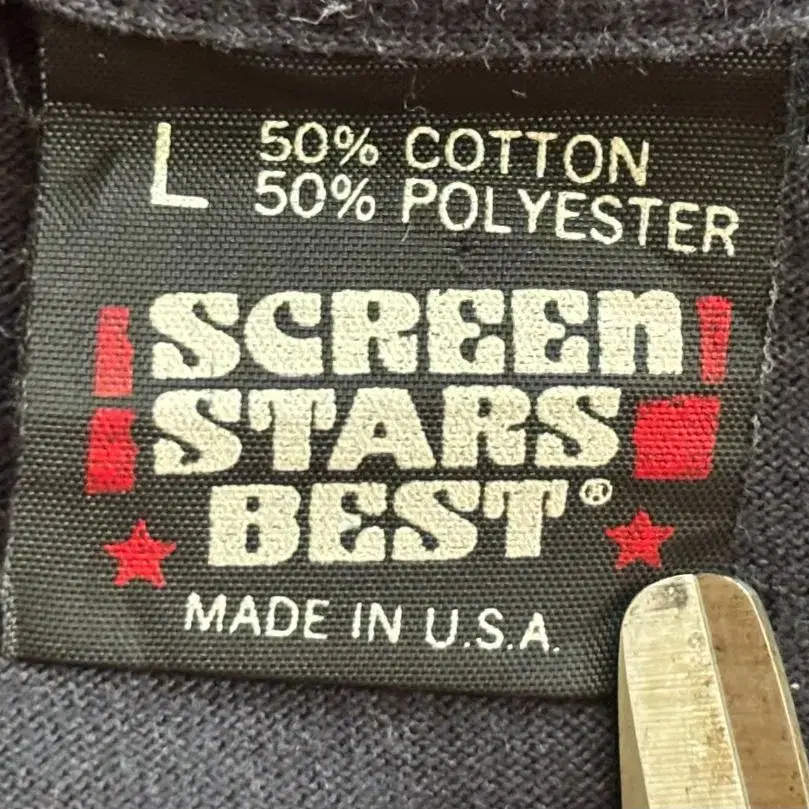 L 50% COTTON
50% POLYESTER
SCREEN
STARS
BEST®
MADE IN U.S.A.